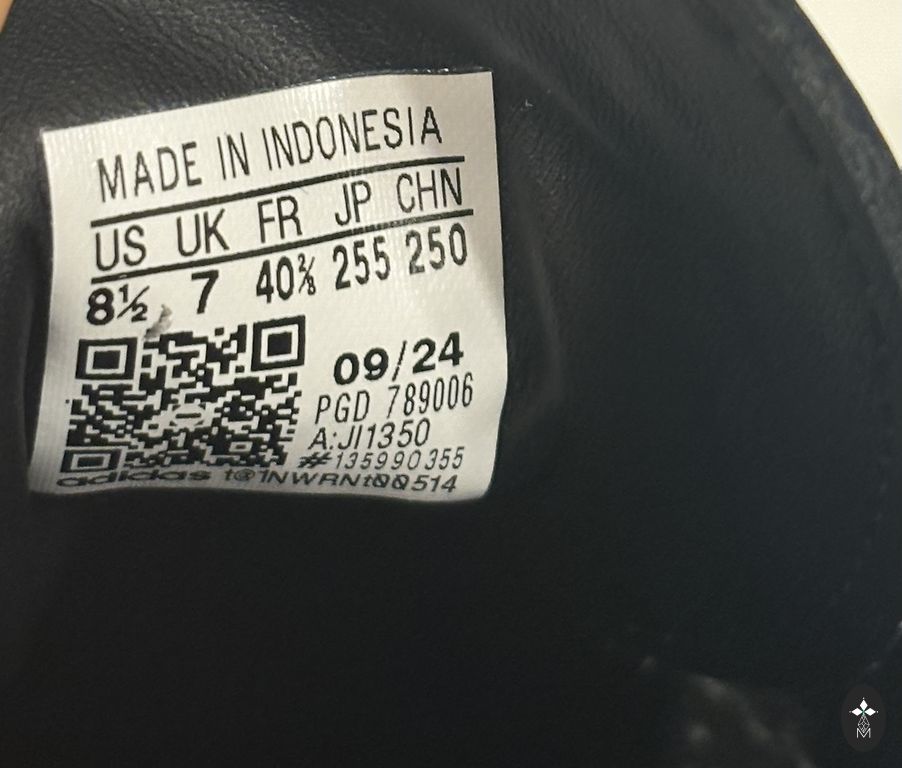 MADE IN INDONESIA
US UK FR JP CHN
8½ 7 40⅔ 255 250
09/24
PGD 789006
A:JI1350
#135990355
adidas t@1NWRNt00514
M